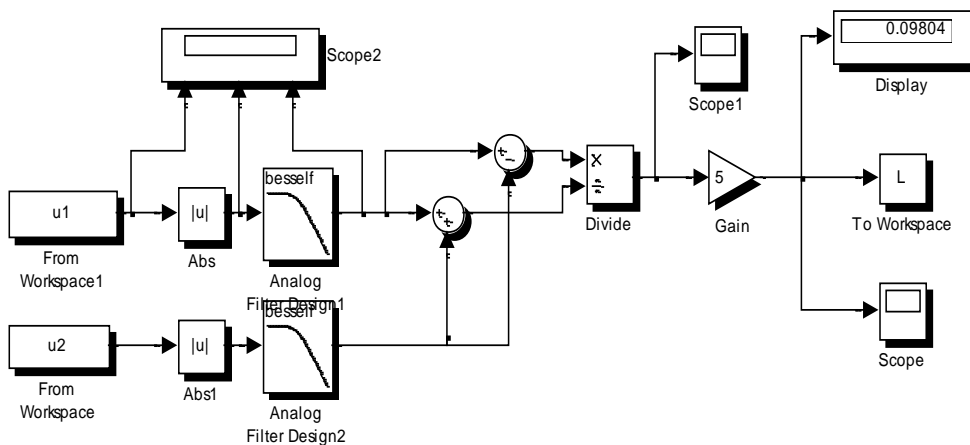 0.09804
Display
Scope2
Scope1
u1
From
Workspace1
|u|
Abs
besself
Analog
Filter Design1
+
-
+
+
×
÷
Divide
5
Gain
L
To Workspace
Scope
u2
From
Workspace
|u|
Abs1
besself
Analog
Filter Design2